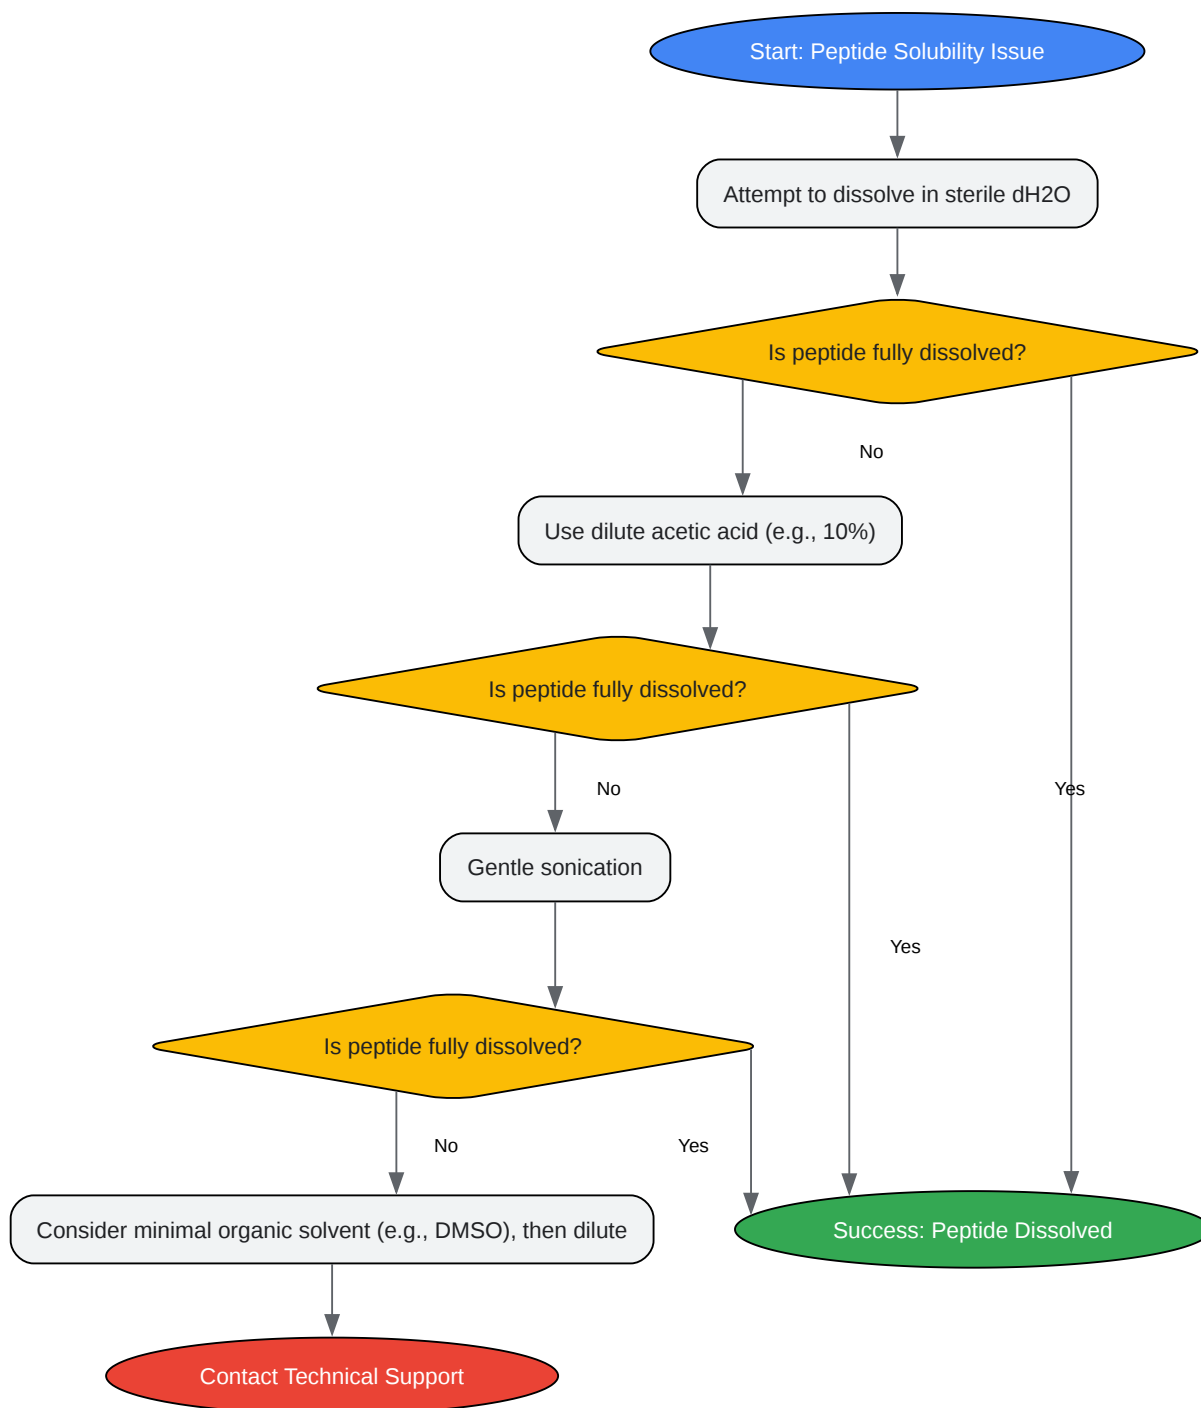 Start: Peptide Solubility Issue
Attempt to dissolve in sterile dH2O
Is peptide fully dissolved?
No
Use dilute acetic acid (e.g., 10%)
Is peptide fully dissolved?
No
Yes
Gentle sonication
Yes
Is peptide fully dissolved?
No
Yes
Consider minimal organic solvent (e.g., DMSO), then dilute
Success: Peptide Dissolved
Contact Technical Support